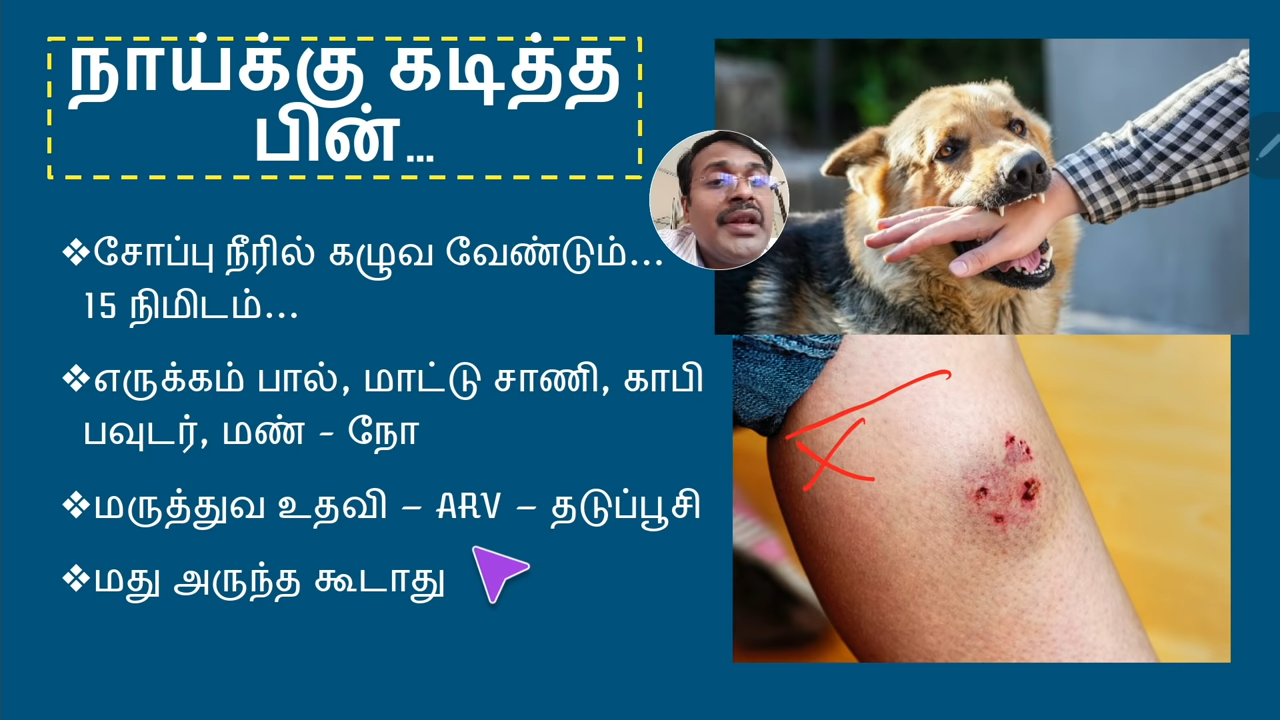 நாய்க்கு கடித்த
பின்...
❖சோப்பு நீரில் கழுவ வேண்டும்...
15 நிமிடம்...
❖எருக்கம் பால், மாட்டு சாணி, காபி
பவுடர், மண் - நோ
❖மருத்துவ உதவி – ARV – தடுப்பூசி
❖மது அருந்த கூடாது